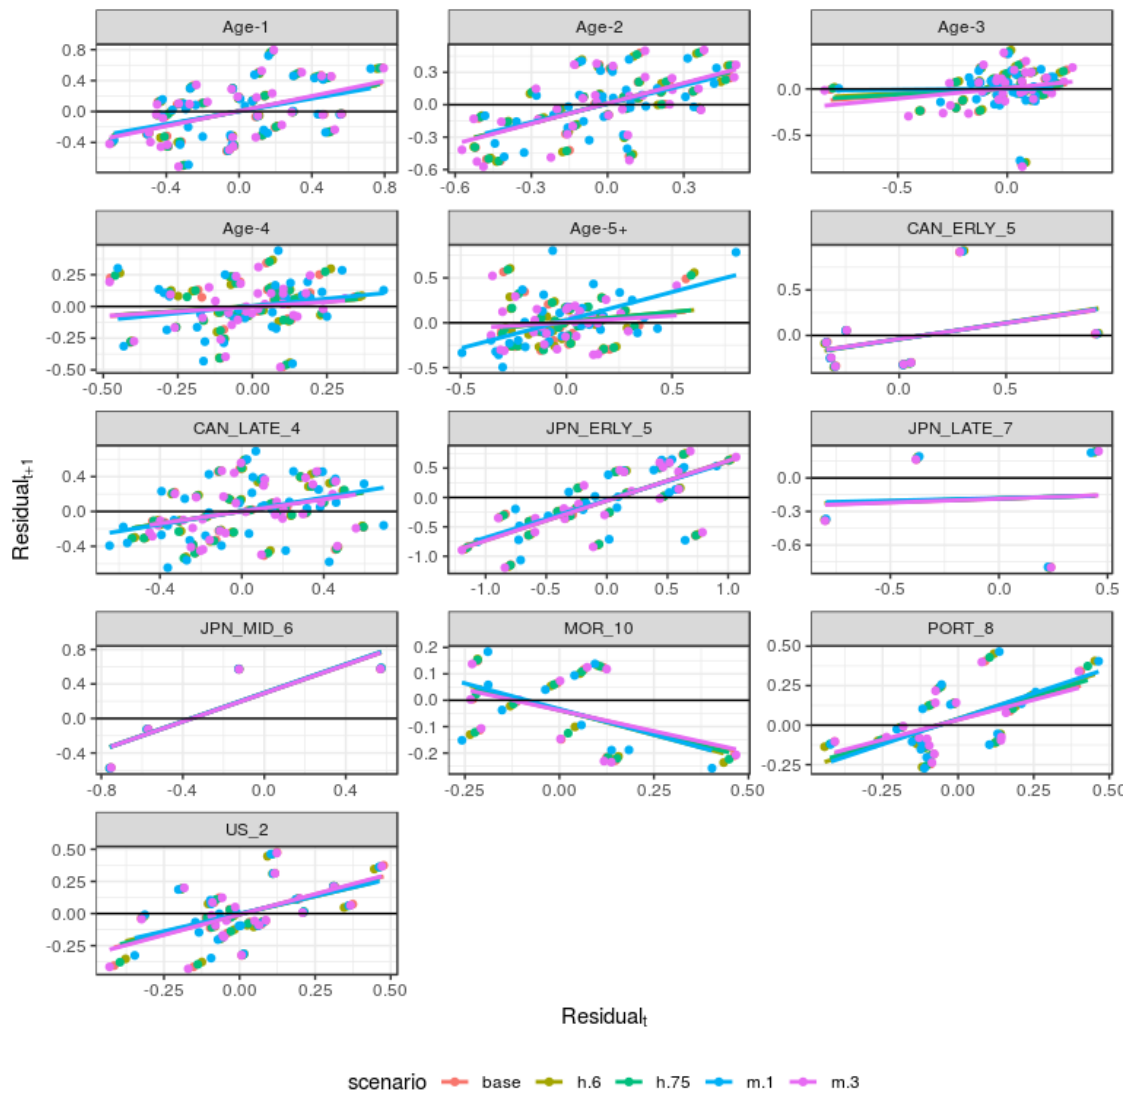 Age-1 Age-2 Age-3
0.8
0.4
0.0
-0.4
-0.4 0.0 0.4 0.8
0.3
0.0
-0.3
-0.6
-0.6 -0.3 0.0 0.3
0.0
-0.5
-0.5 0.0
Age-4 Age-5+ CAN_ERLY_5
0.25
0.00
-0.25
-0.50
-0.50 -0.25 0.00 0.25
0.5
0.0
-0.5
-0.5 0.0 0.5
0.5
0.0
0.0 0.5
CAN_LATE_4 JPN_ERLY_5 JPN_LATE_7
0.4
0.0
-0.4
-0.4 0.0 0.4
0.5
0.0
-0.5
-1.0
-1.0 -0.5 0.0 0.5 1.0
0.0
-0.3
-0.6
-0.5 0.0 0.5
JPN_MID_6 MOR_10 PORT_8
0.8
0.4
0.0
-0.4
-0.8 -0.4 0.0 0.4
0.2
0.1
0.0
-0.1
-0.2
-0.25 0.00 0.25 0.50
0.50
0.25
0.00
-0.25
-0.25 0.00 0.25 0.50
US_2
0.50
0.25
0.00
-0.25
-0.25 0.00 0.25 0.50
Residual t+1
Residual t
scenario base h.6 h.75 m.1 m.3